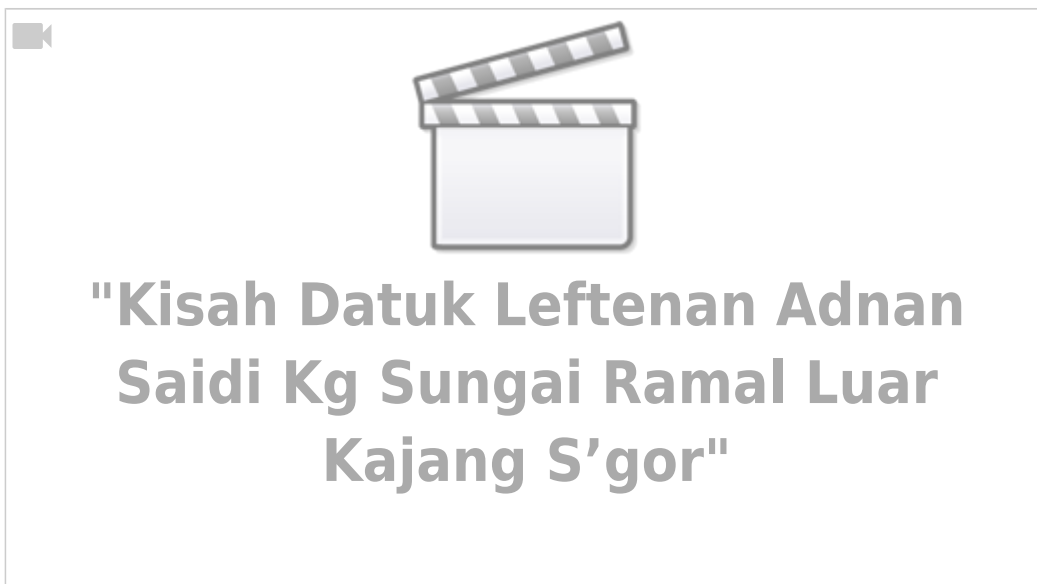 "Kisah Datuk Leftenan Adnan
Saidi Kg Sungai Ramal Luar
Kajang S’gor"